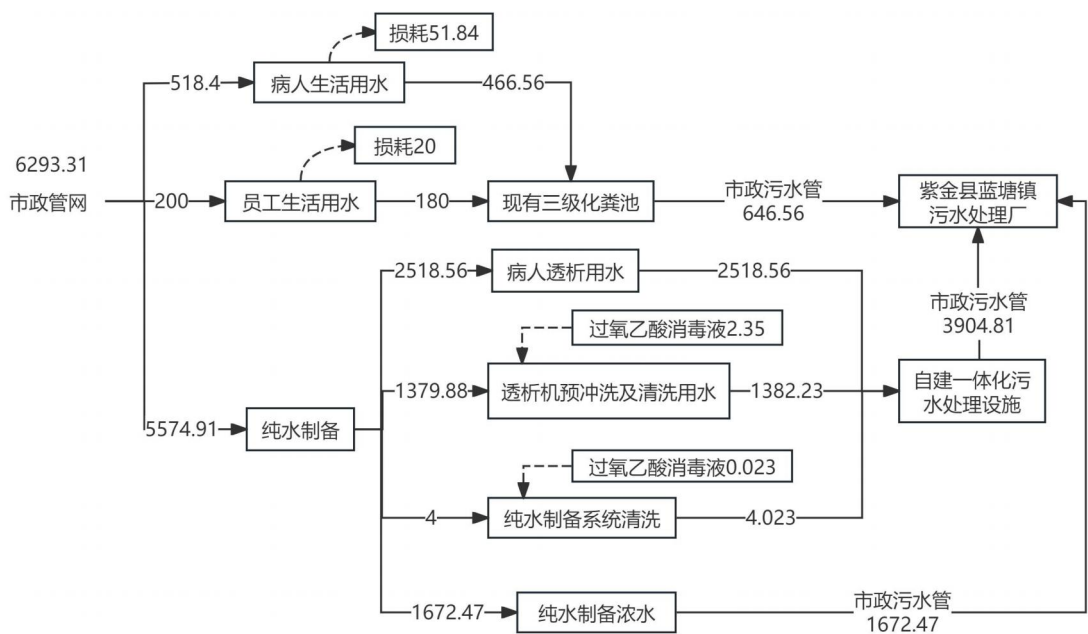 损耗51.84
518.4
病人生活用水
466.56
损耗20
6293.31
市政管网
200
员工生活用水
180
现有三级化粪池
市政污水管
646.56
紫金县蓝塘镇
污水处理厂
2518.56
病人透析用水
2518.56
市政污水管
3904.81
过氧乙酸消毒液2.35
1379.88
透析机预冲洗及清洗用水
1382.23
自建一体化污
水处理设施
5574.91
纯水制备
过氧乙酸消毒液0.023
4
纯水制备系统清洗
4.023
1672.47
纯水制备浓水
市政污水管
1672.47